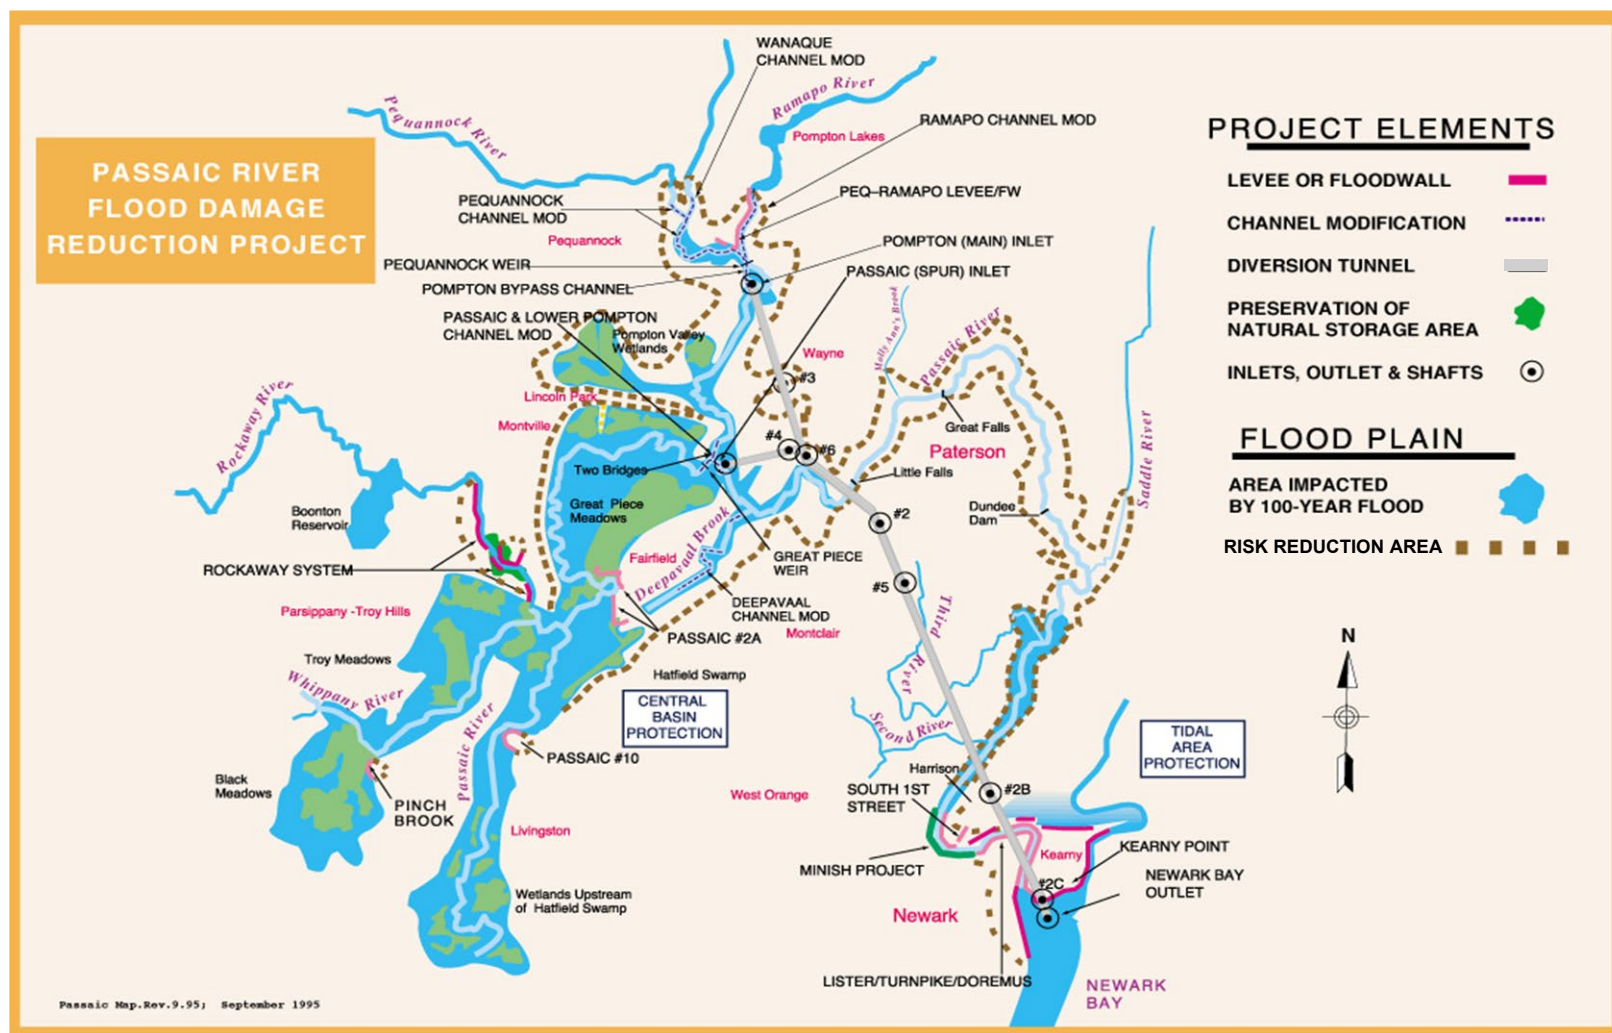 PASSAIC RIVER
FLOOD DAMAGE
REDUCTION PROJECT
WANAQUE
CHANNEL MOD
Pequannock River
Ramapo River
Pompton Lakes
RAMAPO CHANNEL MOD
PEQUANNOCK
CHANNEL MOD
Pequannock
PEQ–RAMAPO LEVEE/FW
POMPTON (MAIN) INLET
PEQUANNOCK WEIR
PASSAIC (SPUR) INLET
POMPTON BYPASS CHANNEL
PASSAIC & LOWER POMPTON
CHANNEL MOD
Pompton Valley
Wetlands
Wayne
Molly Ann's Brook
Passaic River
#3
Rockaway River
Lincoln Park
Montville
Great Falls
#4
#6
Paterson
Saddle River
Two Bridges
Little Falls
Boonton
Reservoir
Great Piece
Meadows
Dundee
Dam
#2
Deepavaal Brook
Fairfield
GREAT PIECE
WEIR
ROCKAWAY SYSTEM
#5
Parsippany -Troy Hills
DEEPAVAAL
CHANNEL MOD
Montclair
Third River
PASSAIC #2A
Troy Meadows
Hatfield Swamp
Whippany River
CENTRAL
BASIN
PROTECTION
Passaic River
Second River
TIDAL
AREA
PROTECTION
PASSAIC #10
Harrison
Black
Meadows
SOUTH 1ST
STREET
#2B
West Orange
PINCH
BROOK
Livingston
KEARNY POINT
Kearny
MINISH PROJECT
NEWARK BAY
OUTLET
#2C
Wetlands Upstream
of Hatfield Swamp
Newark
LISTER/TURNPIKE/DOREMUS
NEWARK
BAY
Passaic Map.Rev.9.95; September 1995
PROJECT ELEMENTS
LEVEE OR FLOODWALL
CHANNEL MODIFICATION
DIVERSION TUNNEL
PRESERVATION OF
NATURAL STORAGE AREA
INLETS, OUTLET & SHAFTS
FLOOD PLAIN
AREA IMPACTED
BY 100-YEAR FLOOD
RISK REDUCTION AREA
N